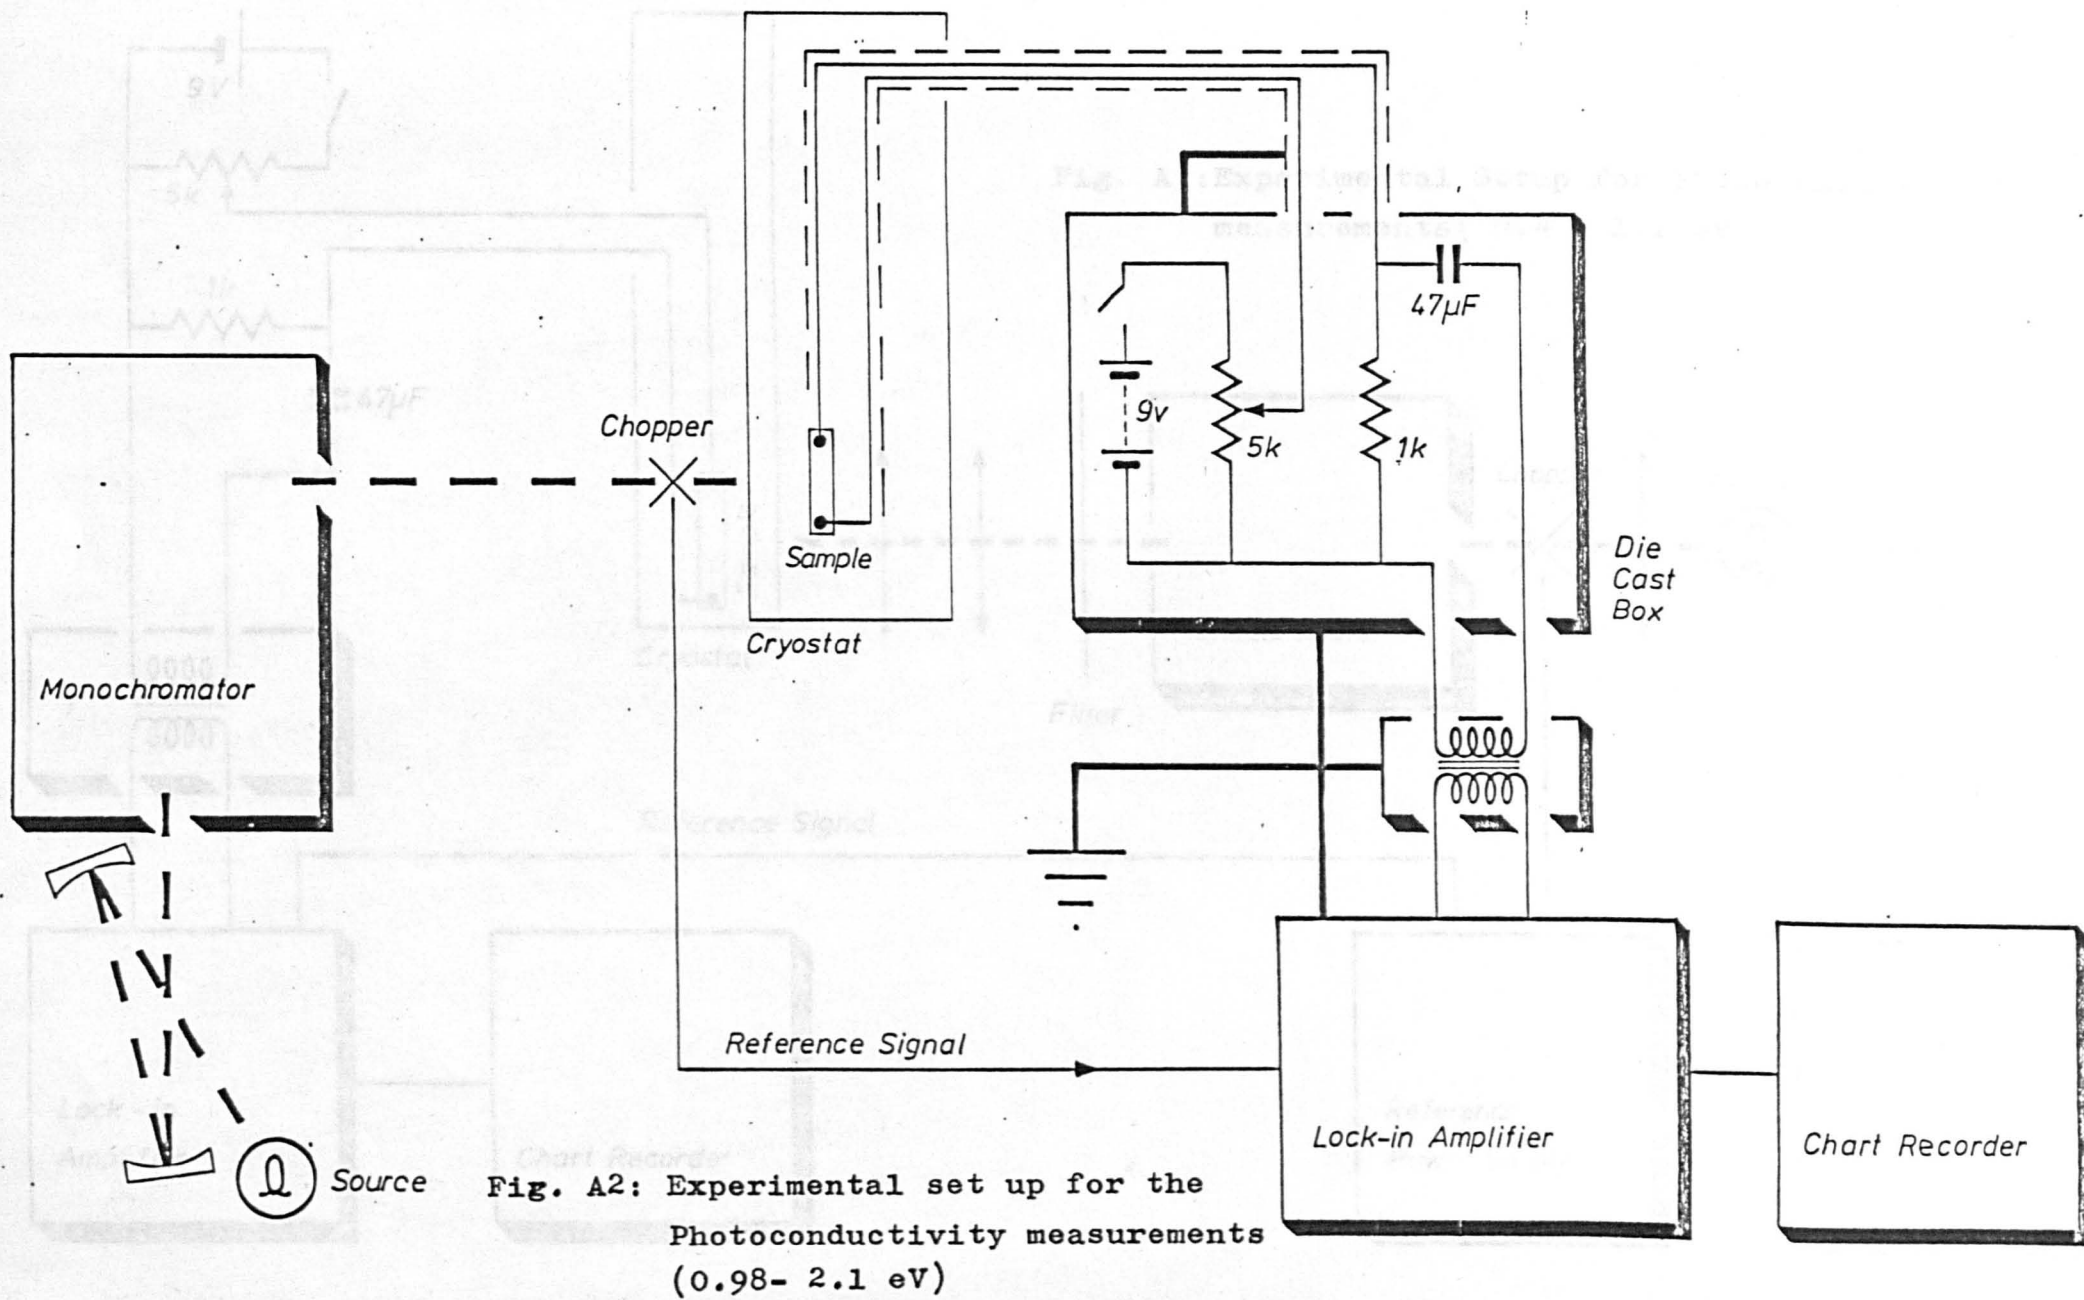 47µF
9v
5k
1k
Chopper
Sample
Cryostat
Die
Cast
Box
Monochromator
Reference Signal
Source
Lock-in Amplifier
Chart Recorder
Fig. A2: Experimental set up for the
Photoconductivity measurements
(0.98- 2.1 eV)